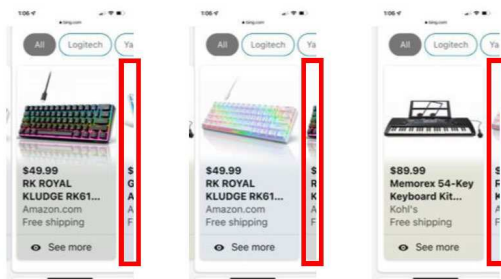 1:06
bing.com
All Logitech Ya
$49.99 $
RK ROYAL G
KLUDGE RK61... A
Amazon.com A
Free shipping F
See more
1:06
bing.com
All Logitech Ya
$49.99 $
RK ROYAL R
KLUDGE RK61... K
Amazon.com A
Free shipping F
See more
1:06
bing.com
All Logitech Ya
$89.99 $
Memorex 54-Key R
Keyboard Kit... K
Kohl's A
Free shipping F
See more